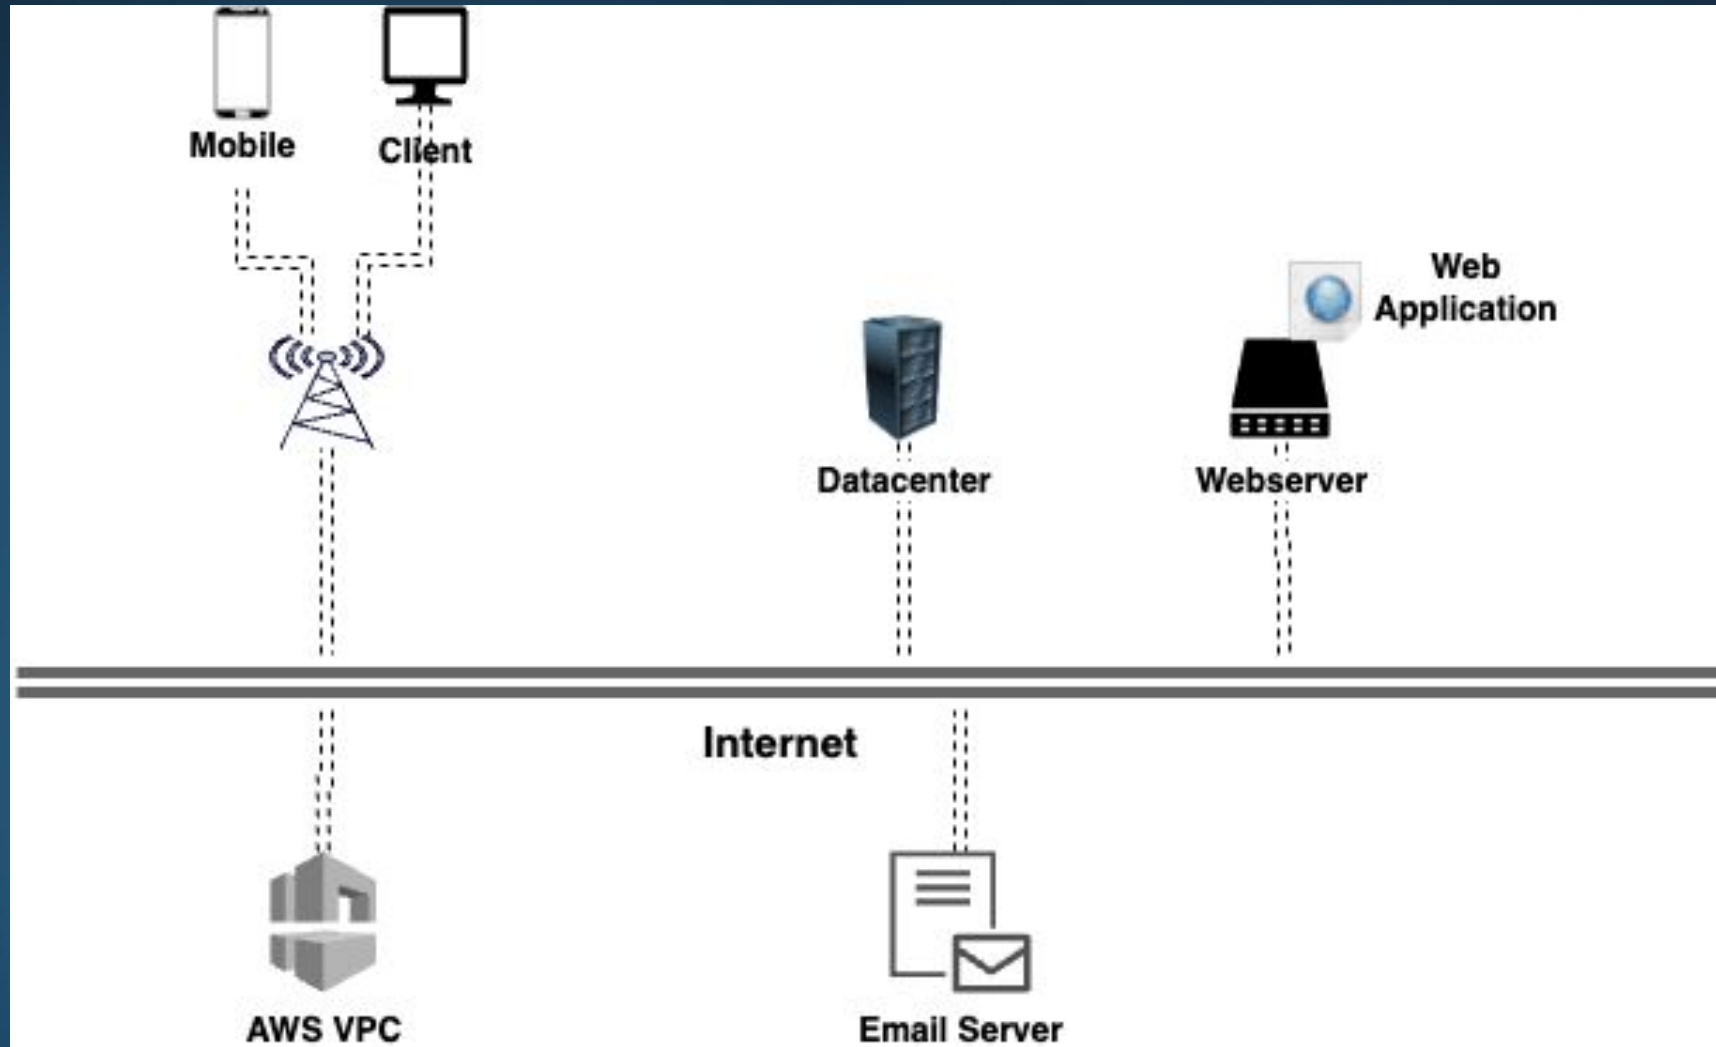 Mobile
Client
Web
Application
Datacenter
Webserver
Internet
AWS VPC
Email Server